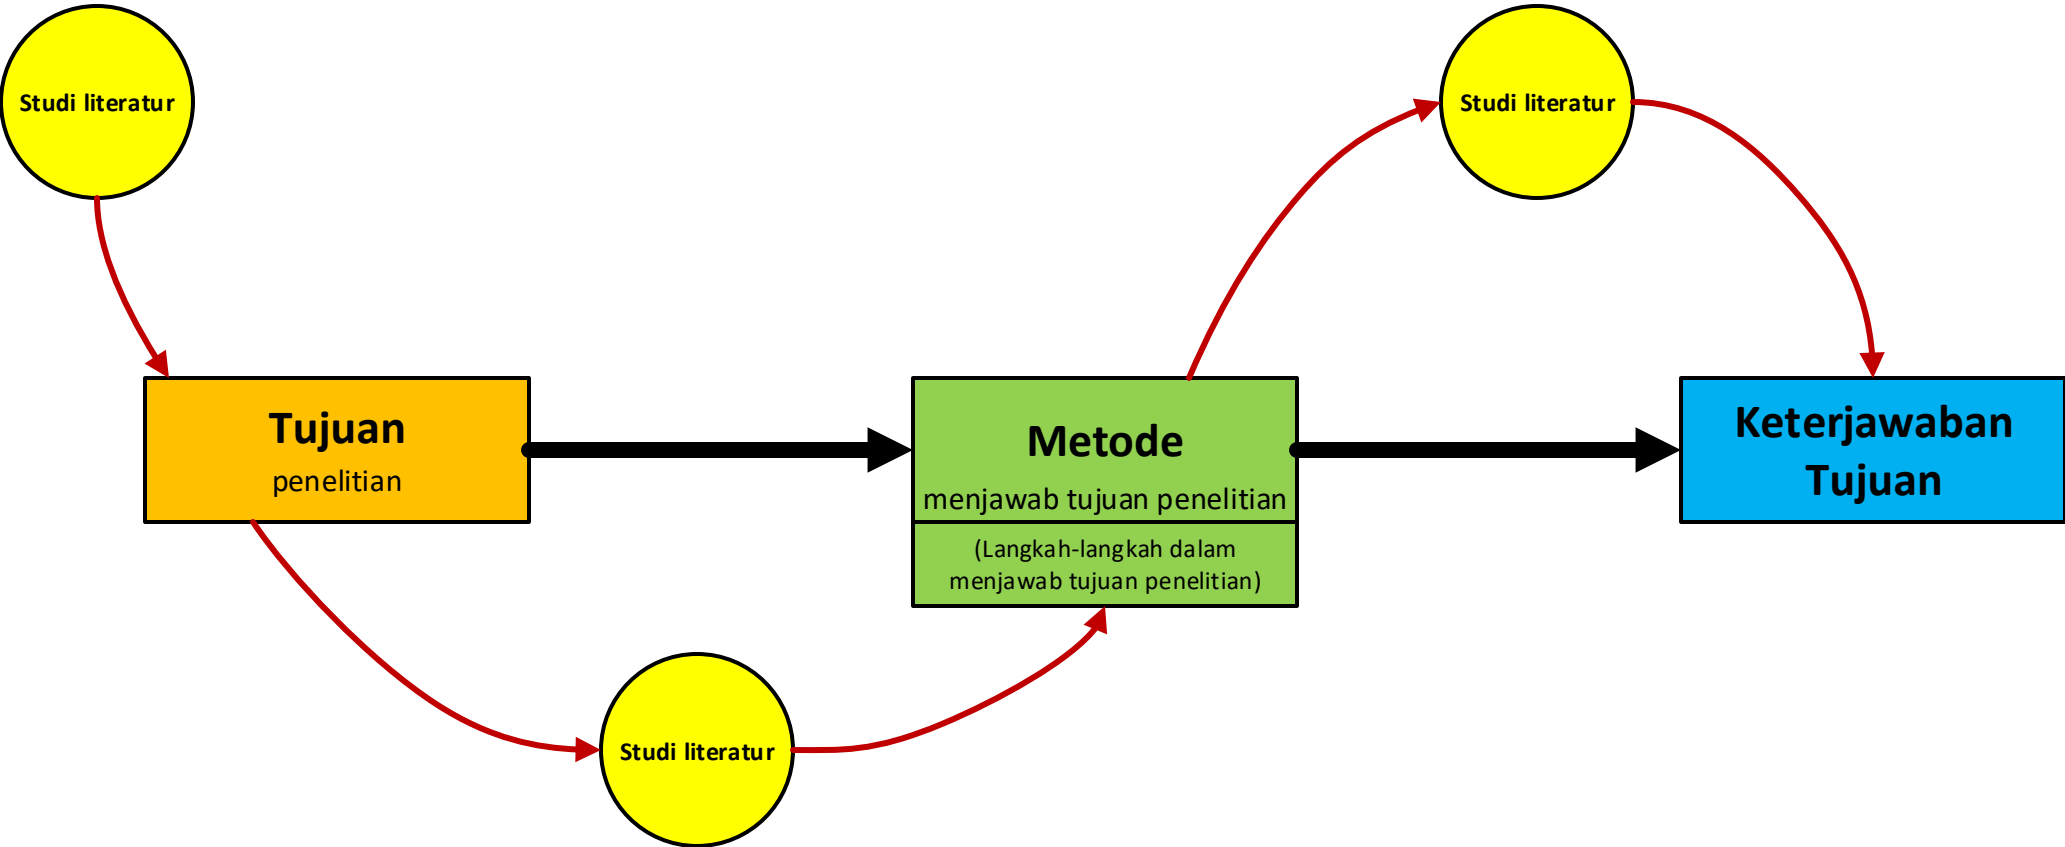 Studi literatur
Studi literatur
Tujuan
penelitian
Metode
menjawab tujuan penelitian
(Langkah-langkah dalam
menjawab tujuan penelitian)
Keterjawaban
Tujuan
Studi literatur